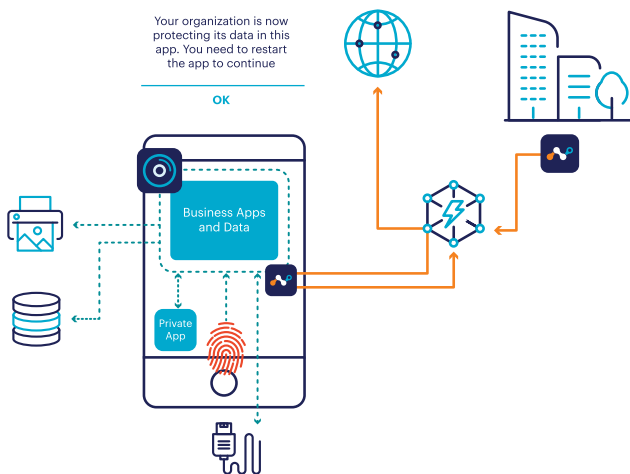 Your organization is now
protecting its data in this
app. You need to restart
the app to continue
OK
Business Apps
and Data
Private
App